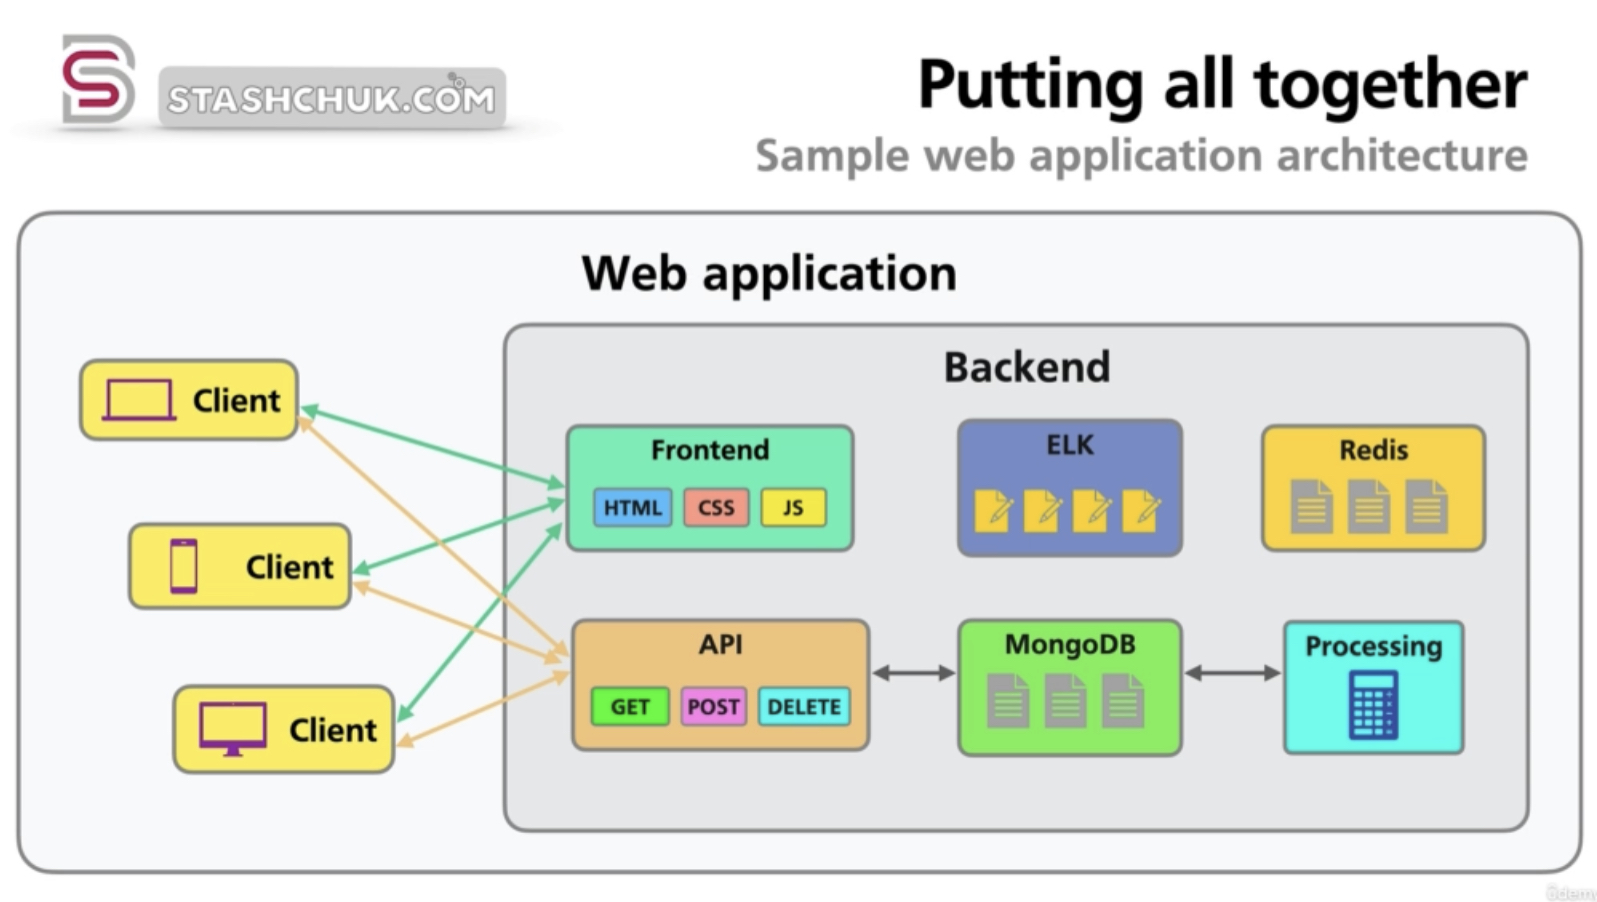 STASHCHUK.COM
Putting all together
Sample web application architecture
Web application
Backend
Client
Client
Client
Frontend
HTML CSS JS
ELK
Redis
API
GET POST DELETE
MongoDB
Processing